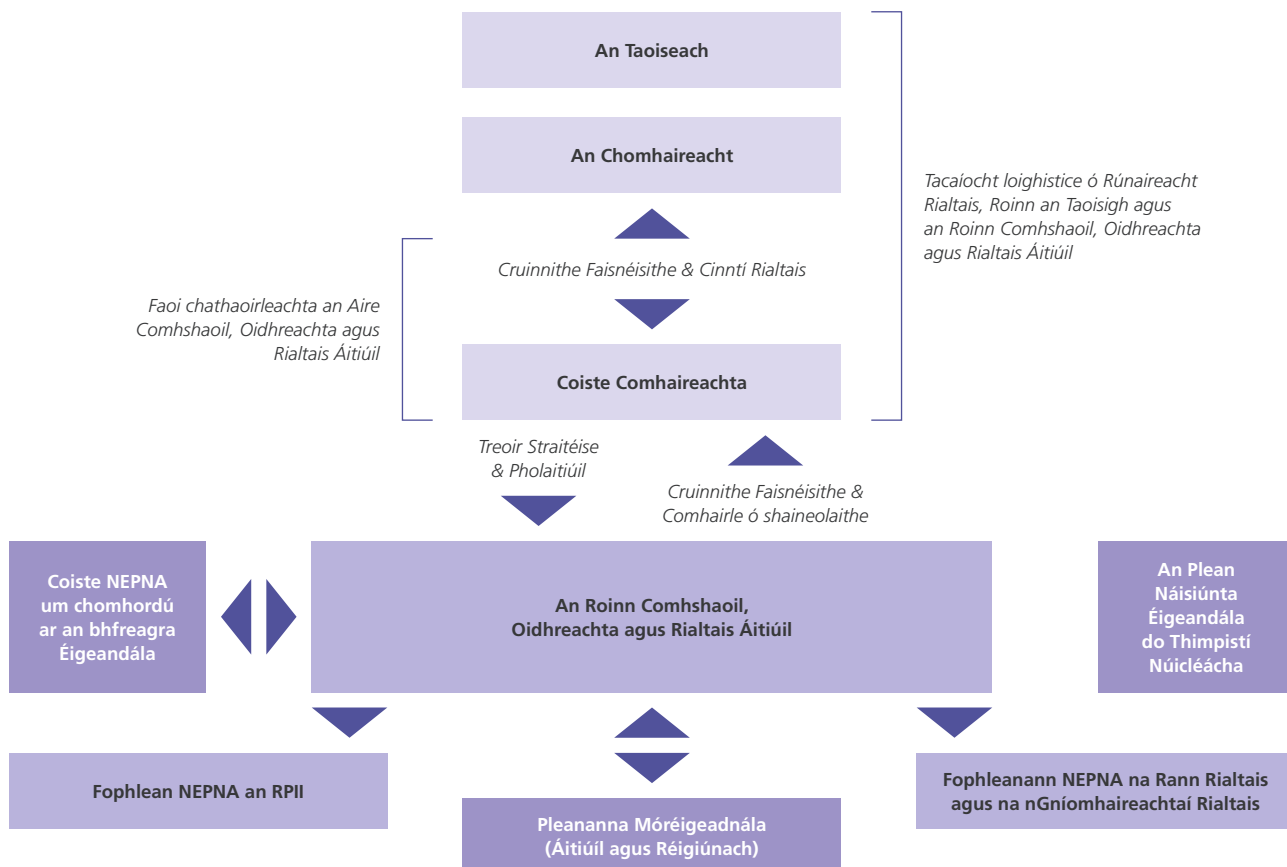 An Taoiseach
An Chomhaireacht
Tacaíocht loighistice ó Rúnaireacht
Rialtais, Roinn an Taoisigh agus
an Roinn Comhshaoil, Oidhreachta
agus Rialtais Áitiúil
Cruinnithe Faisnéisithe & Cinntí Rialtais
Faoi chathaoirleachta an Aire
Comhshaoil, Oidhreachta agus
Rialtais Áitiúil
Coiste Comhaireachta
Treoir Straitéise
& Pholaitiúil
Cruinnithe Faisnéisithe &
Comhairle ó shaineolaithe
Coiste NEPNA
um chomhordú
ar an bhfreagra
Éigeandála
An Roinn Comhshaoil,
Oidhreachta agus Rialtais Áitiúil
An Plean
Náisiúnta
Éigeandála
do Thimpistí
Núicléácha
Fophlean NEPNA an RPII
Pleananna Móréigeadnála
(Áitiúíl agus Réigiúnach)
Fophleanann NEPNA na Rann Rialtais
agus na nGníomhaireachtaí Rialtais